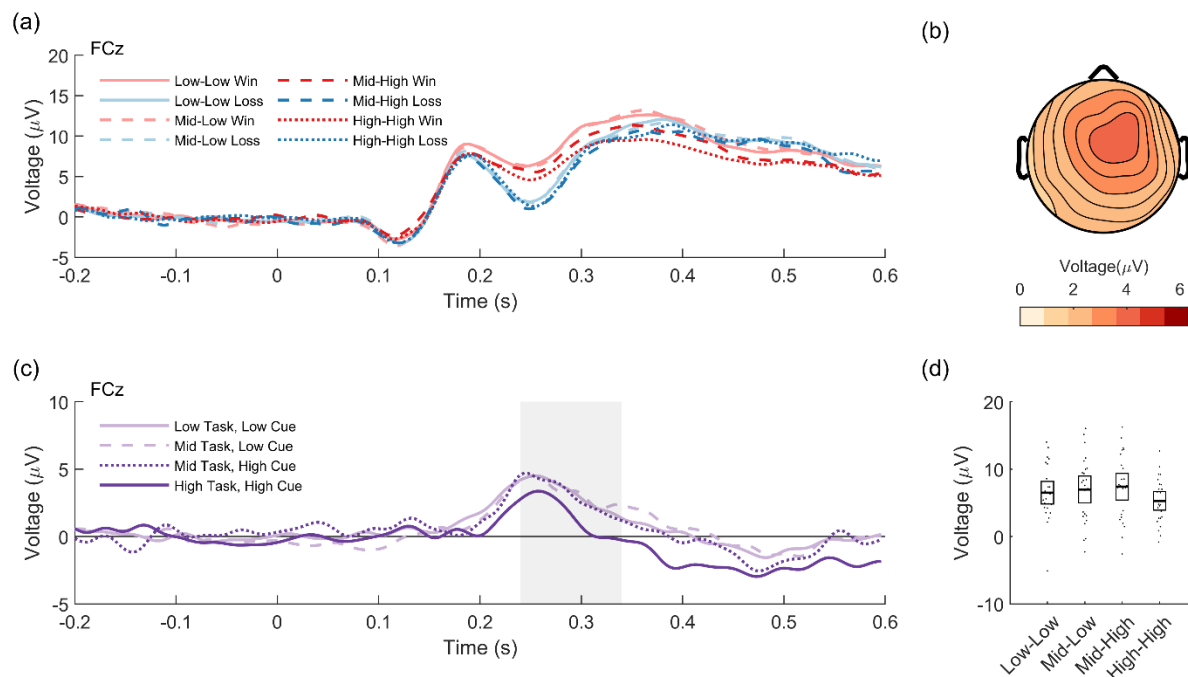 (a)
FCz
Low-Low Win
Low-Low Loss
Mid-Low Win
Mid-Low Loss
Mid-High Win
Mid-High Loss
High-High Win
High-High Loss
Voltage (μV)
20
15
10
5
0
-5
-0.2 -0.1 0 0.1 0.2 0.3 0.4 0.5 0.6
Time (s)
(b)
Voltage(μV)
0 2 4 6
(c)
FCz
Low Task, Low Cue
Mid Task, Low Cue
Mid Task, High Cue
High Task, High Cue
Voltage (μV)
10
5
0
-5
-0.2 -0.1 0 0.1 0.2 0.3 0.4 0.5 0.6
Time (s)
(d)
Voltage (μV)
20
10
0
-10
Low-Low
Mid-Low
Mid-High
High-High